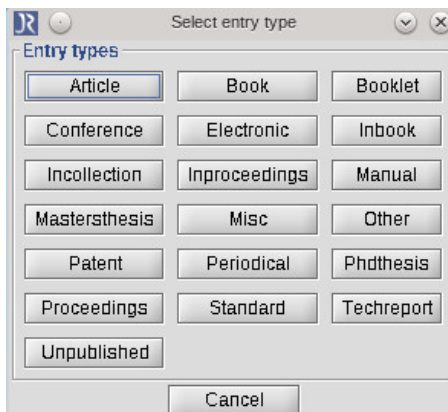 JR Select entry type
Entry types
Article Book Booklet
Conference Electronic Inbook
Incollection Inproceedings Manual
Mastersthesis Misc Other
Patent Periodical Phdthesis
Proceedings Standard Techreport
Unpublished
Cancel